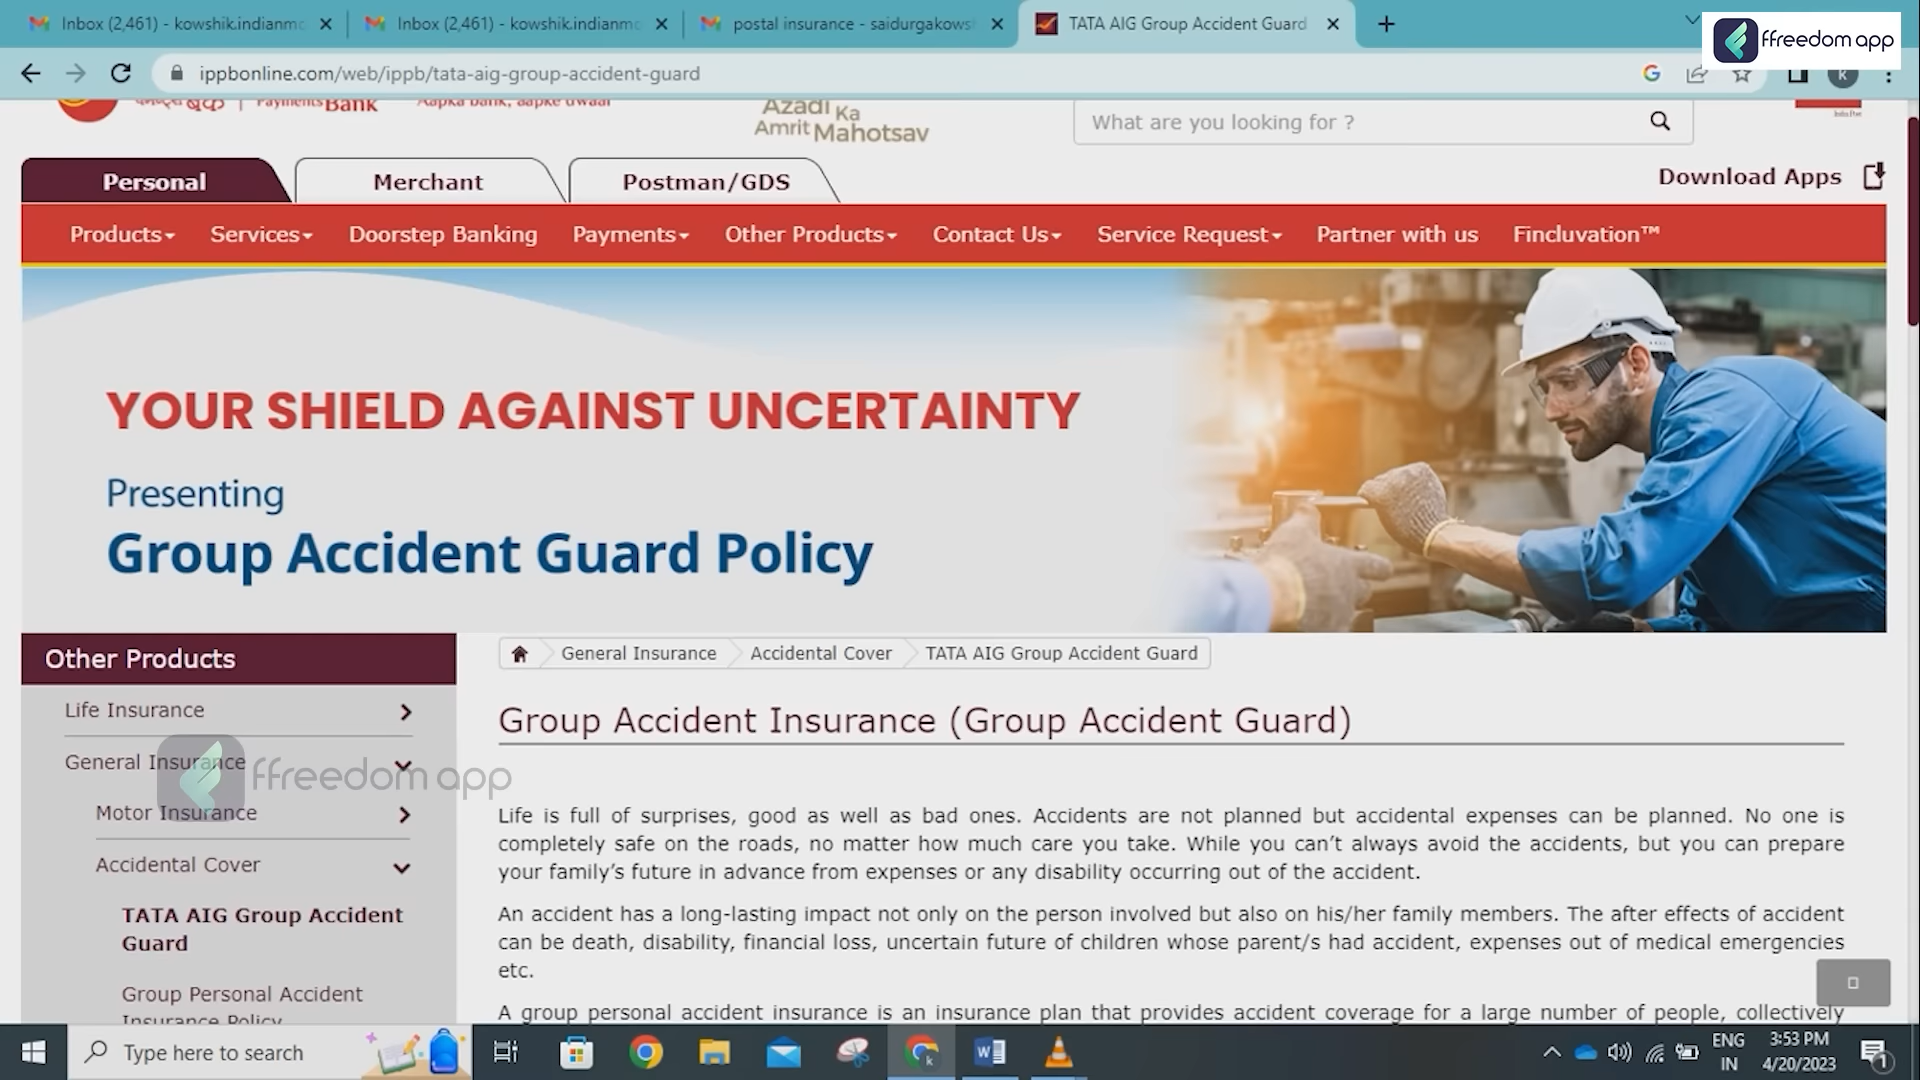 Inbox (2,461) - kowshik.indianmo
Inbox (2,461) - kowshik.indianmo
postal insurance - saidurgakows
TATA AIG Group Accident Guard
ffreedom app
ippbonline.com/web/ippb/tata-aig-group-accident-guard
k
Payments Bank
Aapka bank, aapke dwaar
Azadi Ka
Amrit Mahotsav
What are you looking for ?
Personal
Merchant
Postman/GDS
Download Apps
Products
Services
Doorstep Banking
Payments
Other Products
Contact Us
Service Request
Partner with us
Fincluvation™
YOUR SHIELD AGAINST UNCERTAINTY
Presenting
Group Accident Guard Policy
Other Products
General Insurance
Accidental Cover
TATA AIG Group Accident Guard
Life Insurance
General Insurance
ffreedom app
Motor Insurance
Accidental Cover
TATA AIG Group Accident
Guard
Group Personal Accident
Insurance Policy
Group Accident Insurance (Group Accident Guard)
Life is full of surprises, good as well as bad ones. Accidents are not planned but accidental expenses can be planned. No one is
completely safe on the roads, no matter how much care you take. While you can’t always avoid the accidents, but you can prepare
your family’s future in advance from expenses or any disability occurring out of the accident.
An accident has a long-lasting impact not only on the person involved but also on his/her family members. The after effects of accident
can be death, disability, financial loss, uncertain future of children whose parent/s had accident, expenses out of medical emergencies
etc.
A group personal accident insurance is an insurance plan that provides accident coverage for a large number of people, collectively
Type here to search
ENG
IN
3:53 PM
4/20/2023
1